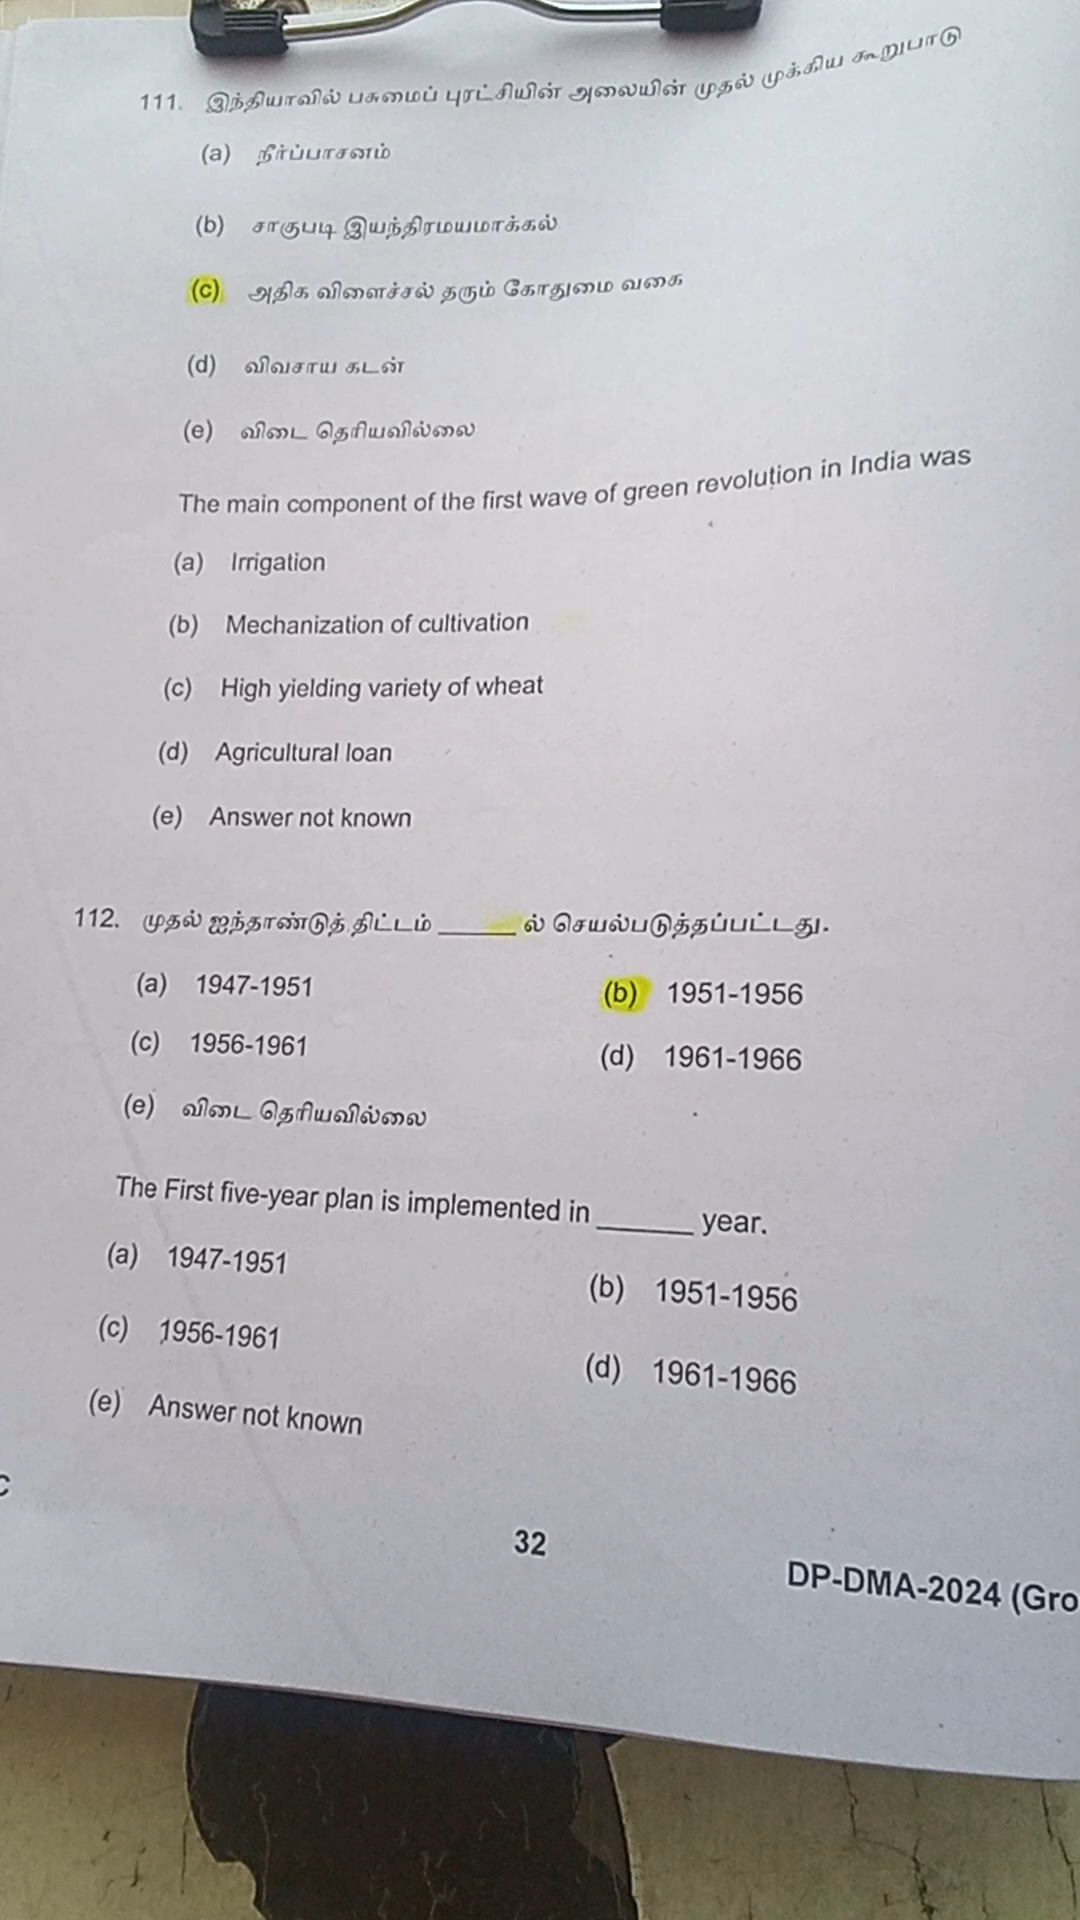 111. இந்தியாவில் பசுமைப் புரட்சியின் அலையின் முதல் முக்கிய கூறுபாடு
(a) நீர்ப்பாசனம்
(b) சாகுபடி இயந்திரமயமாக்கல்
(c) அதிக விளைச்சல் தரும் கோதுமை வகை
(d) விவசாய கடன்
(e) விடை தெரியவில்லை
The main component of the first wave of green revolution in India was
(a) Irrigation
(b) Mechanization of cultivation
(c) High yielding variety of wheat
(d) Agricultural loan
(e) Answer not known
112. முதல் ஐந்தாண்டுத் திட்டம் ______ ல் செயல்படுத்தப்பட்டது.
(a) 1947-1951 (b) 1951-1956
(c) 1956-1961 (d) 1961-1966
(e) விடை தெரியவில்லை
The First five-year plan is implemented in ______ year.
(a) 1947-1951 (b) 1951-1956
(c) 1956-1961 (d) 1961-1966
(e) Answer not known
32
DP-DMA-2024 (Gro